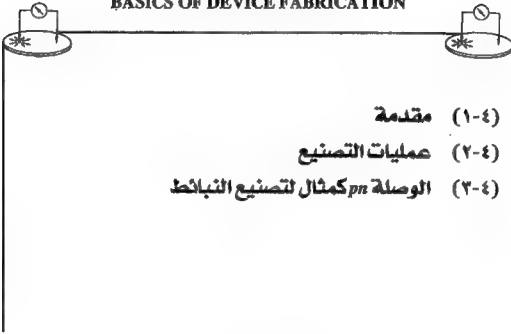 BASICS OF DEVICE FABRICATION
(٤-١) مقدمة
(٤-٢) عمليات التصنيع
(٤-٣) الوصلة pn كمثال لتصنيع النبائط